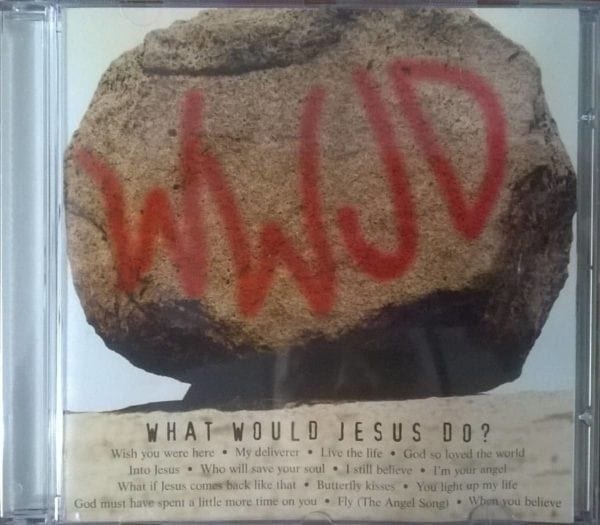 WWJD
WHAT WOULD JESUS DO?
Wish you were here • My deliverer • Live the life • God so loved the world
Into Jesus • Who will save your soul • I still believe • I'm your angel
What if Jesus comes back like that • Butterfly kisses • You light up my life
God must have spent a little more time on you • Fly (The Angel Song) • When you believe